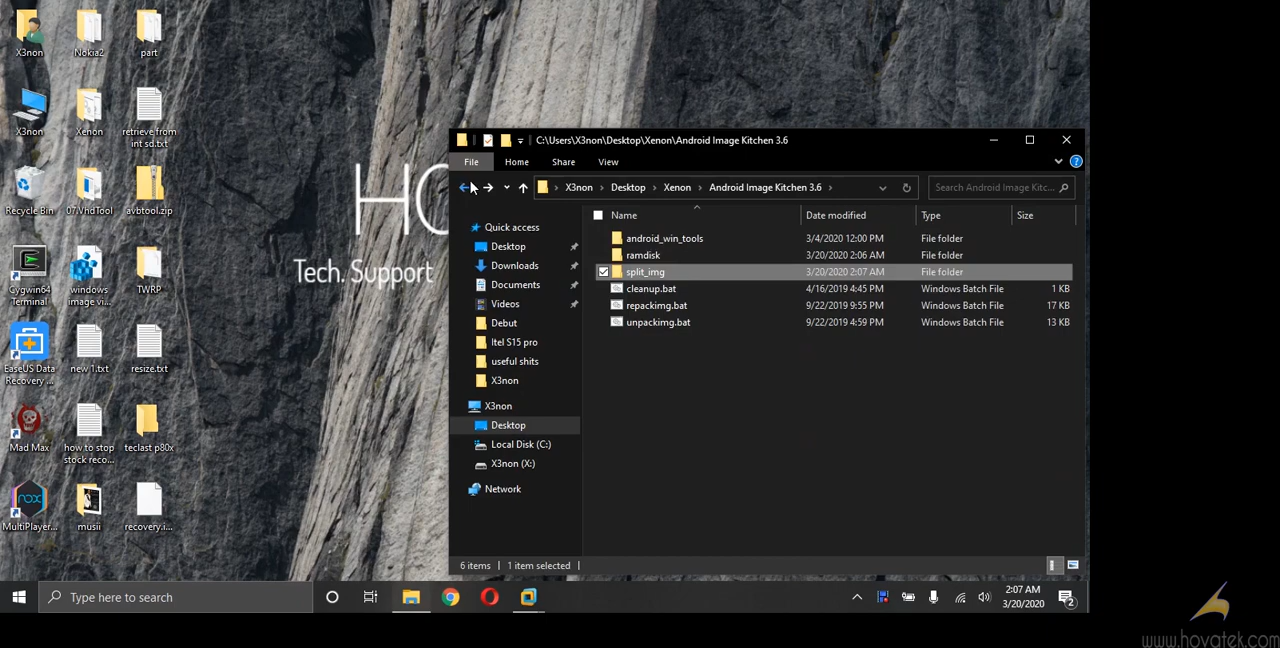 X3non
Nokia2
part
X3non
Xenon
retrieve from
int sd.txt
Recycle Bin
07.VhdTool
avbtool.zip
Cygwin64
Terminal
windows
image vi...
TWRP
EaseUS Data
Recovery ...
new 1.txt
resize.txt
Mad Max
how to stop
stock reco...
teclast p80x
MultiPlayer...
musii
recovery.i...
HO
Tech. Support
C:\Users\X3non\Desktop\Xenon\Android Image Kitchen 3.6
File
Home
Share
View
X3non
Desktop
Xenon
Android Image Kitchen 3.6
Search Android Image Kitc...
Quick access
Desktop
Downloads
Documents
Videos
Debut
Itel S15 pro
useful shits
X3non
X3non
Desktop
Local Disk (C:)
X3non (X:)
Network
Name
Date modified
Type
Size
android_win_tools
3/4/2020 12:00 PM
File folder
ramdisk
3/20/2020 2:06 AM
File folder
split_img
3/20/2020 2:07 AM
File folder
cleanup.bat
4/16/2019 4:45 PM
Windows Batch File
1 KB
repackimg.bat
9/22/2019 9:55 PM
Windows Batch File
17 KB
unpackimg.bat
9/22/2019 4:59 PM
Windows Batch File
13 KB
6 items
1 item selected
Type here to search
2:07 AM
3/20/2020
2
www.hovatek.com